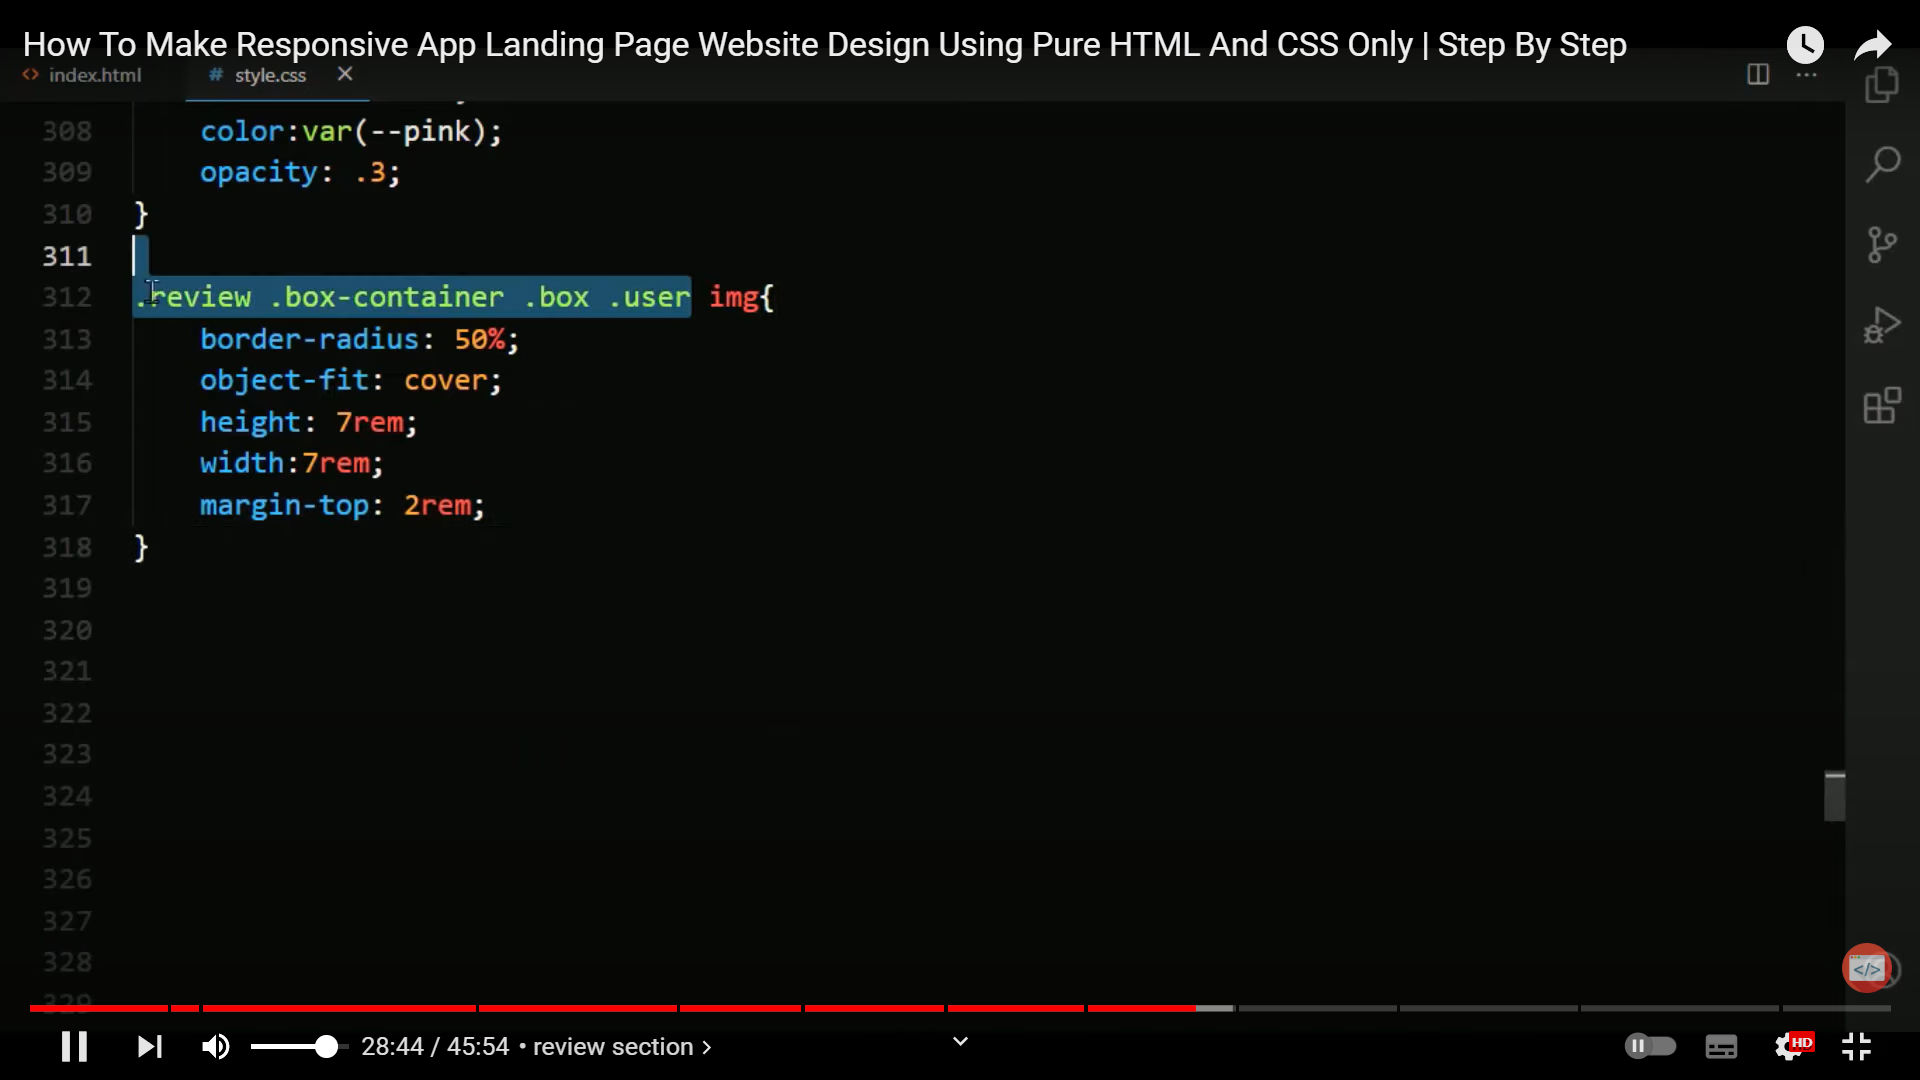 How To Make Responsive App Landing Page Website Design Using Pure HTML And CSS Only | Step By Step
<> index.html # style.css ×
308 color:var(--pink);
309 opacity: .3;
310 }
311
312 .review .box-container .box .user img{
313 border-radius: 50%;
314 object-fit: cover;
315 height: 7rem;
316 width:7rem;
317 margin-top: 2rem;
318 }
319
320
321
322
323
324
325
326
327
328
329
</>
28:44 / 45:54 • review section >
HD